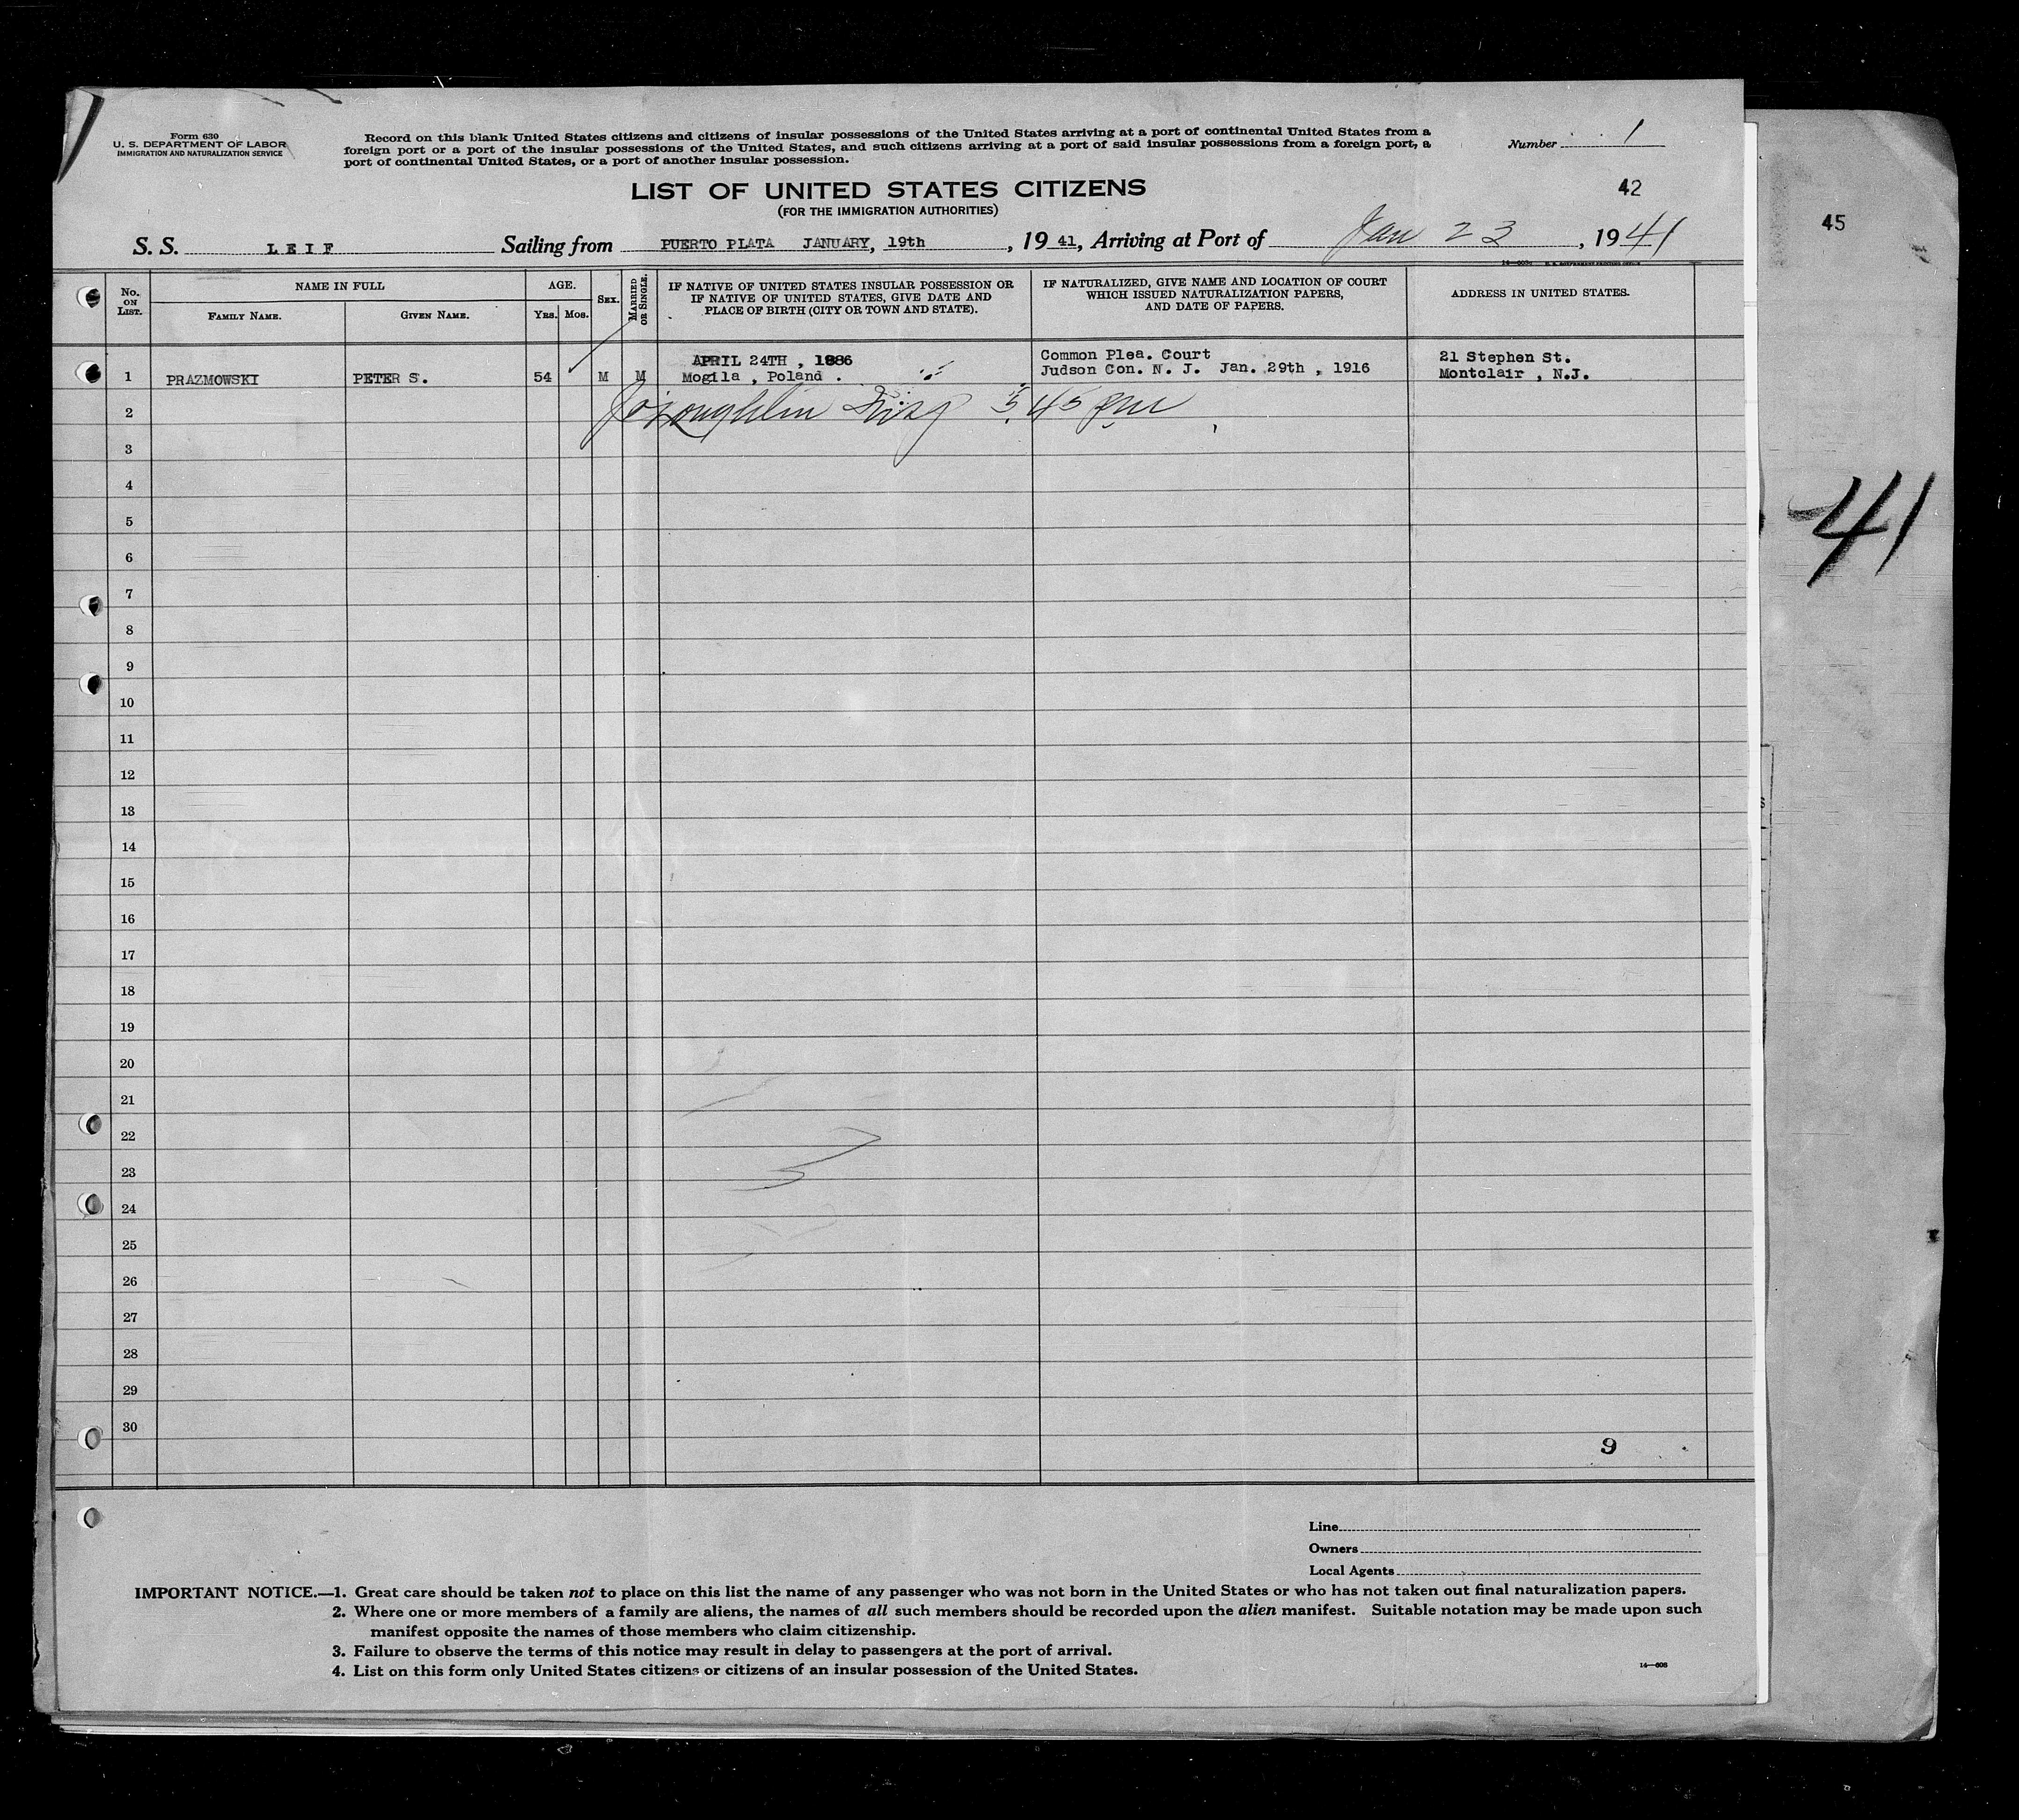 Form 630
U. S. DEPARTMENT OF LABOR
IMMIGRATION AND NATURALIZATION SERVICE
Record on this blank United States citizens and citizens of insular possessions of the United States arriving at a port of continental United States from a
foreign port or a port of the insular possessions of the United States, and such citizens arriving at a port of said insular possessions from a foreign port, a
port of continental United States, or a port of another insular possession.
Number 1
LIST OF UNITED STATES CITIZENS
(FOR THE IMMIGRATION AUTHORITIES)
42
45
S. S. LEIF Sailing from PUERTO PLATA JANUARY, 19th, 19 41, Arriving at Port of Jan 23, 1941
No. ON LIST.
NAME IN FULL
FAMILY NAME.
GIVEN NAME.
AGE.
YRS. MOS.
SEX.
MARRIED OR SINGLE.
IF NATIVE OF UNITED STATES INSULAR POSSESSION OR
IF NATIVE OF UNITED STATES, GIVE DATE AND
PLACE OF BIRTH (CITY OR TOWN AND STATE).
IF NATURALIZED, GIVE NAME AND LOCATION OF COURT
WHICH ISSUED NATURALIZATION PAPERS,
AND DATE OF PAPERS.
ADDRESS IN UNITED STATES.
1 PRAZMOWSKI PETER S. 54 M M
APRIL 24TH , 1886
Mogila , Poland .
Common Plea. Court
Judson Con. N. J. Jan. 29th , 1916
21 Stephen St.
Montclair , N.J.
2 5 45 pm
3
4
-41
5
6
7
8
9
10
11
12
13
14
15
16
17
18
19
20
21
22
23
24
25
26
27
28
29
30
9
Line
Owners
Local Agents
IMPORTANT NOTICE.—1. Great care should be taken not to place on this list the name of any passenger who was not born in the United States or who has not taken out final naturalization papers.
2. Where one or more members of a family are aliens, the names of all such members should be recorded upon the alien manifest. Suitable notation may be made upon such
manifest opposite the names of those members who claim citizenship.
3. Failure to observe the terms of this notice may result in delay to passengers at the port of arrival.
4. List on this form only United States citizens or citizens of an insular possession of the United States.